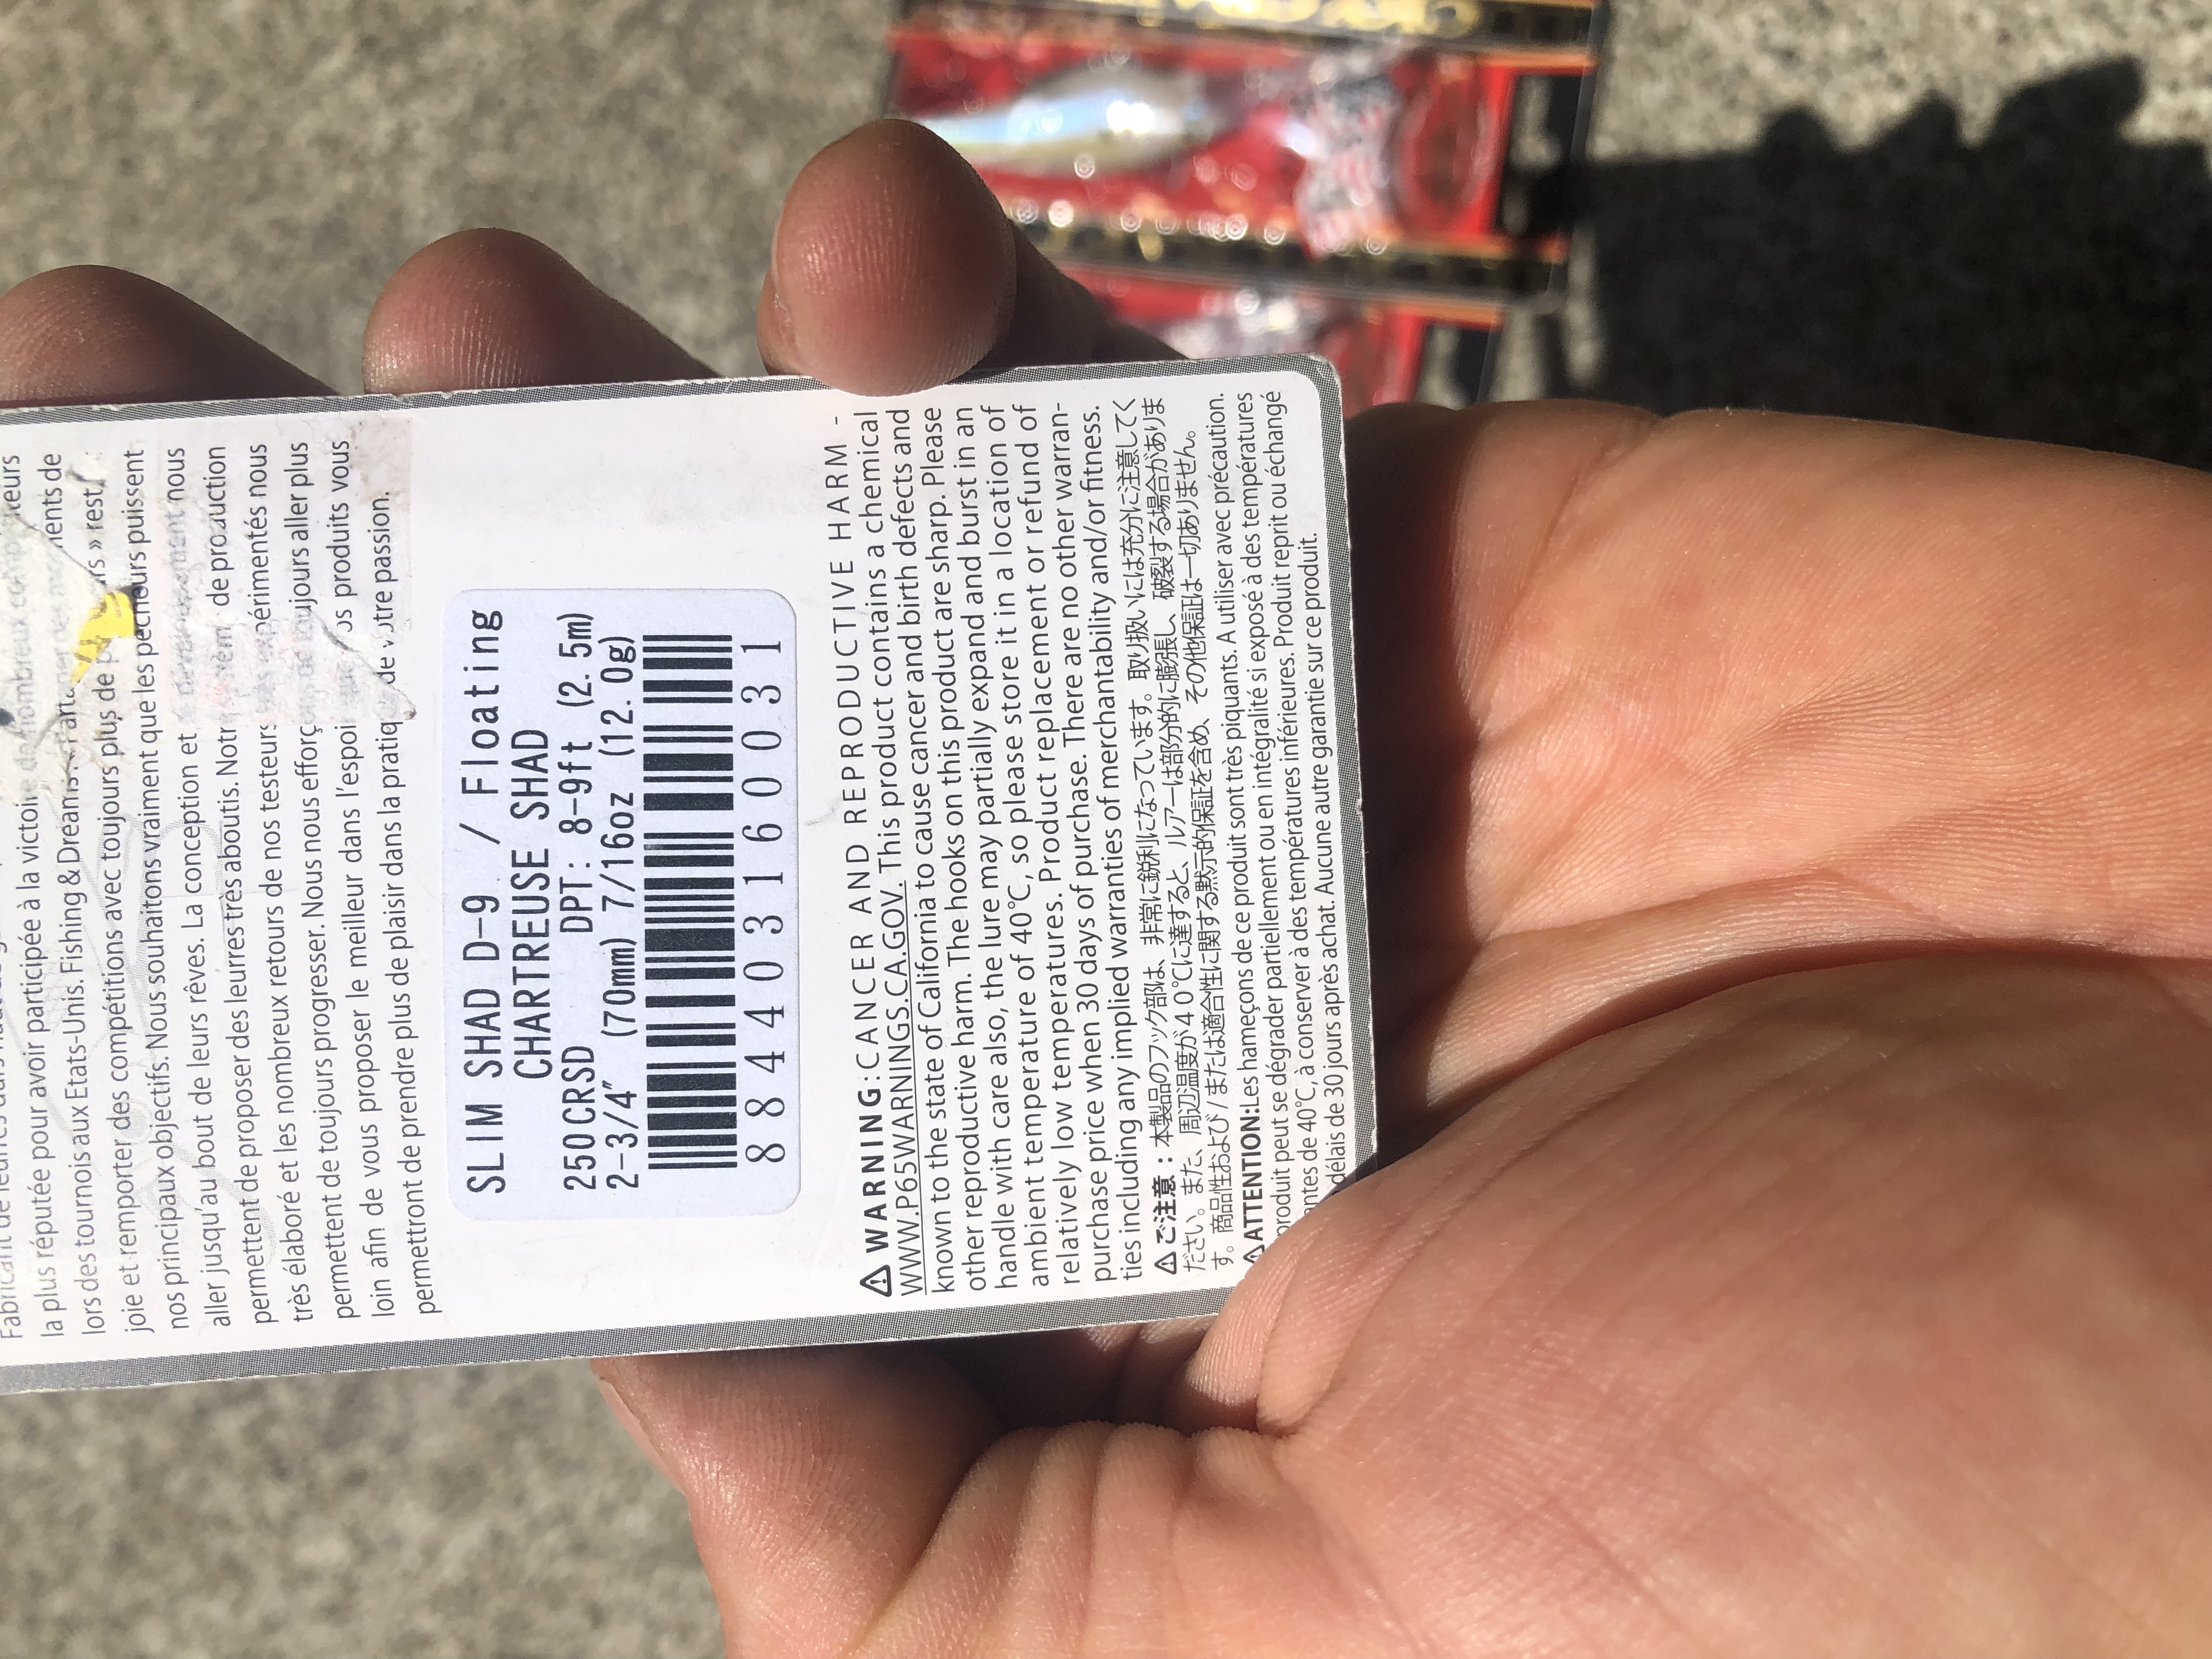 la plus réputée pour avoir participée à la victoire
lors des tournois aux Etats-Unis. Fishing & Dreams
joie et remporter des compétitions avec toujours plus de
nos principaux objectifs. Nous souhaitons vraiment que les pêcheurs puissent
aller jusqu'au bout de leurs rêves. La conception et nous
permettent de proposer des leurres très aboutis. de production
très élaboré et les nombreux retours de nos testeurs expérimentés nous
permettent de toujours progresser. Nous nous toujours aller plus
loin afin de vous proposer le meilleur dans l'espoir que nos produits vous
permettront de prendre plus de plaisir dans la pratique de votre passion.
SLIM SHAD D-9 / Floating
CHARTREUSE SHAD
250CRSD DPT: 8-9ft (2.5m)
2-3/4" (70mm) 7/16oz (12.0g)
884403160031
⚠WARNING:CANCER AND REPRODUCTIVE HARM -
WWW.P65WARNINGS.CA.GOV. This product contains a chemical
known to the state of California to cause cancer and birth defects and
other reproductive harm. The hooks on this product are sharp. Please
handle with care also, the lure may partially expand and burst in an
ambient temperature of 40℃, so please store it in a location of
relatively low temperatures. Product replacement or refund of
purchase price when 30 days of purchase. There are no other warran-
ties including any implied warranties of merchantability and/or fitness.
⚠ご注意：本製品のフック部は、非常に鋭利になっています。取り扱いには充分に注意してく
ださい。また、周辺温度が４０℃に達すると、ルアーは部分的に膨張し、破裂する場合がありま
す。商品性および/または適合性に関する黙示的保証を含め、その他保証は一切ありません。
⚠ATTENTION:Les hameçons de ce produit sont très piquants. A utiliser avec précaution.
produit peut se dégrader partiellement ou en intégralité si exposé à des températures
de 40℃, à conserver à des températures inférieures. Produit reprit ou échangé
délais de 30 jours après achat. Aucune autre garantie sur ce produit.